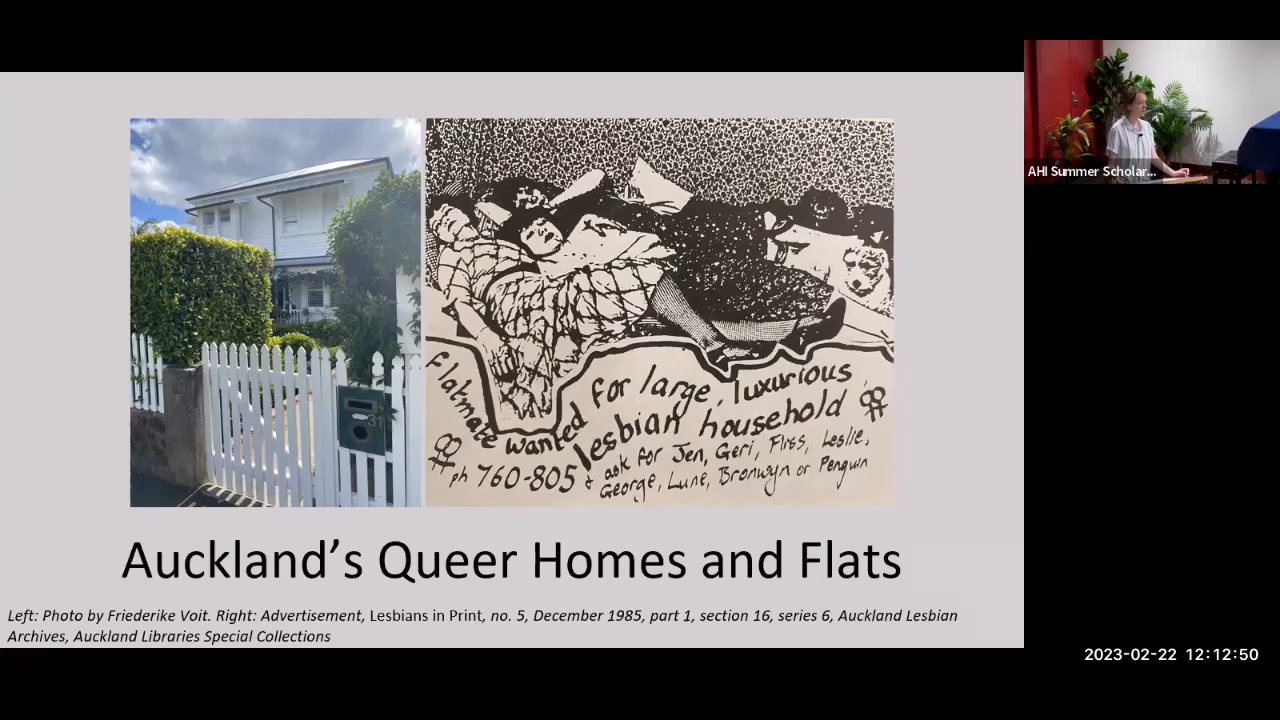 AHI Summer Scholar...
31
flatmate wanted for large, luxurious
lesbian household
ph 760-805 & ask for Jen, Geri, Fliss, Leslie,
George, Lune, Bronwyn or Penguin
Auckland's Queer Homes and Flats
Left: Photo by Friederike Voit. Right: Advertisement, Lesbians in Print, no. 5, December 1985, part 1, section 16, series 6, Auckland Lesbian
Archives, Auckland Libraries Special Collections
2023-02-22 12:12:50